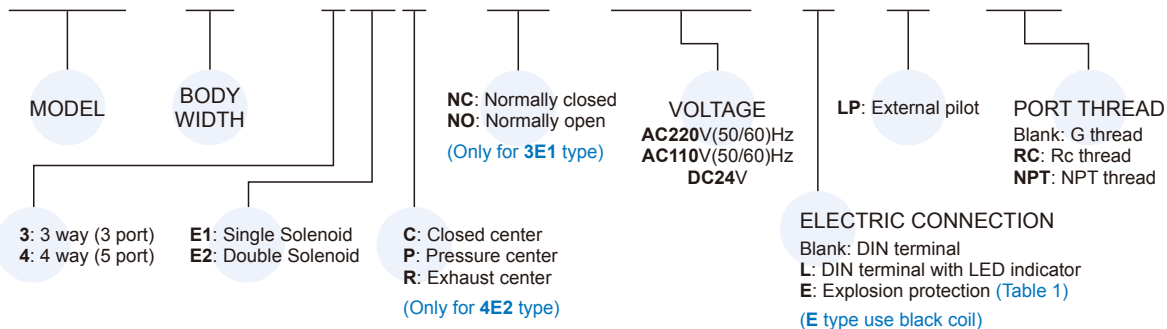 MODEL
BODY
WIDTH
NC: Normally closed
NO: Normally open
(Only for 3E1 type)
VOLTAGE
AC220V(50/60)Hz
AC110V(50/60)Hz
DC24V
LP: External pilot
PORT THREAD
Blank: G thread
RC: Rc thread
NPT: NPT thread
3: 3 way (3 port)
4: 4 way (5 port)
E1: Single Solenoid
E2: Double Solenoid
C: Closed center
P: Pressure center
R: Exhaust center
(Only for 4E2 type)
ELECTRIC CONNECTION
Blank: DIN terminal
L: DIN terminal with LED indicator
E: Explosion protection (Table 1)
(E type use black coil)